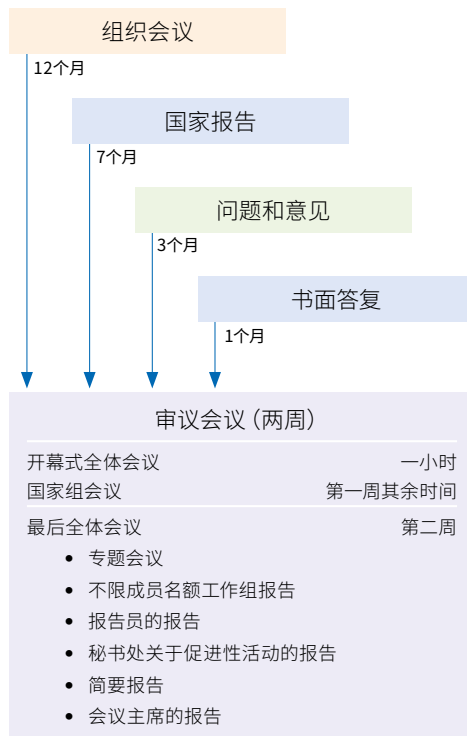 组织会议
12个月
国家报告
7个月
问题和意见
3个月
书面答复
1个月
审议会议（两周）
开幕式全体会议 一小时
国家组会议 第一周其余时间
最后全体会议 第二周
• 专题会议
• 不限成员名额工作组报告
• 报告员的报告
• 秘书处关于促进性活动的报告
• 简要报告
• 会议主席的报告